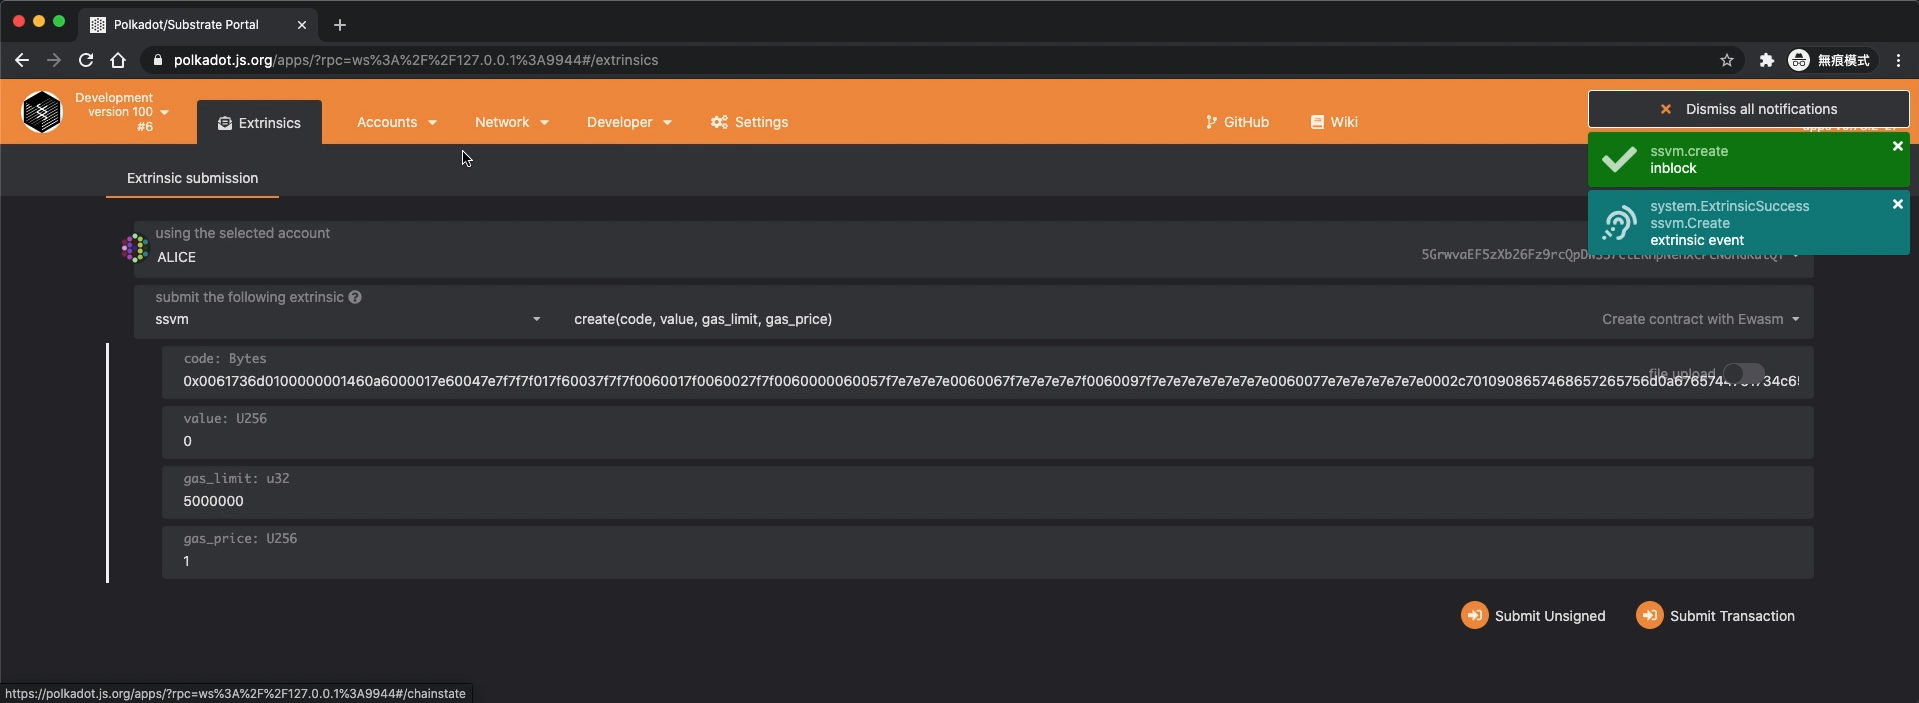 Polkadot/Substrate Portal
polkadot.js.org/apps/?rpc=ws%3A%2F%2F127.0.0.1%3A9944#/extrinsics
無痕模式
Development
version 100
#6
Extrinsics
Accounts
Network
Developer
Settings
GitHub
Wiki
Dismiss all notifications
ssvm.create
inblock
system.ExtrinsicSuccess
ssvm.Create
extrinsic event
Extrinsic submission
using the selected account
ALICE
submit the following extrinsic
ssvm
create(code, value, gas_limit, gas_price)
Create contract with Ewasm
code: Bytes
file upload
value: U256
0
gas_limit: u32
5000000
gas_price: U256
1
Submit Unsigned
Submit Transaction
https://polkadot.js.org/apps/?rpc=ws%3A%2F%2F127.0.0.1%3A9944#/chainstate